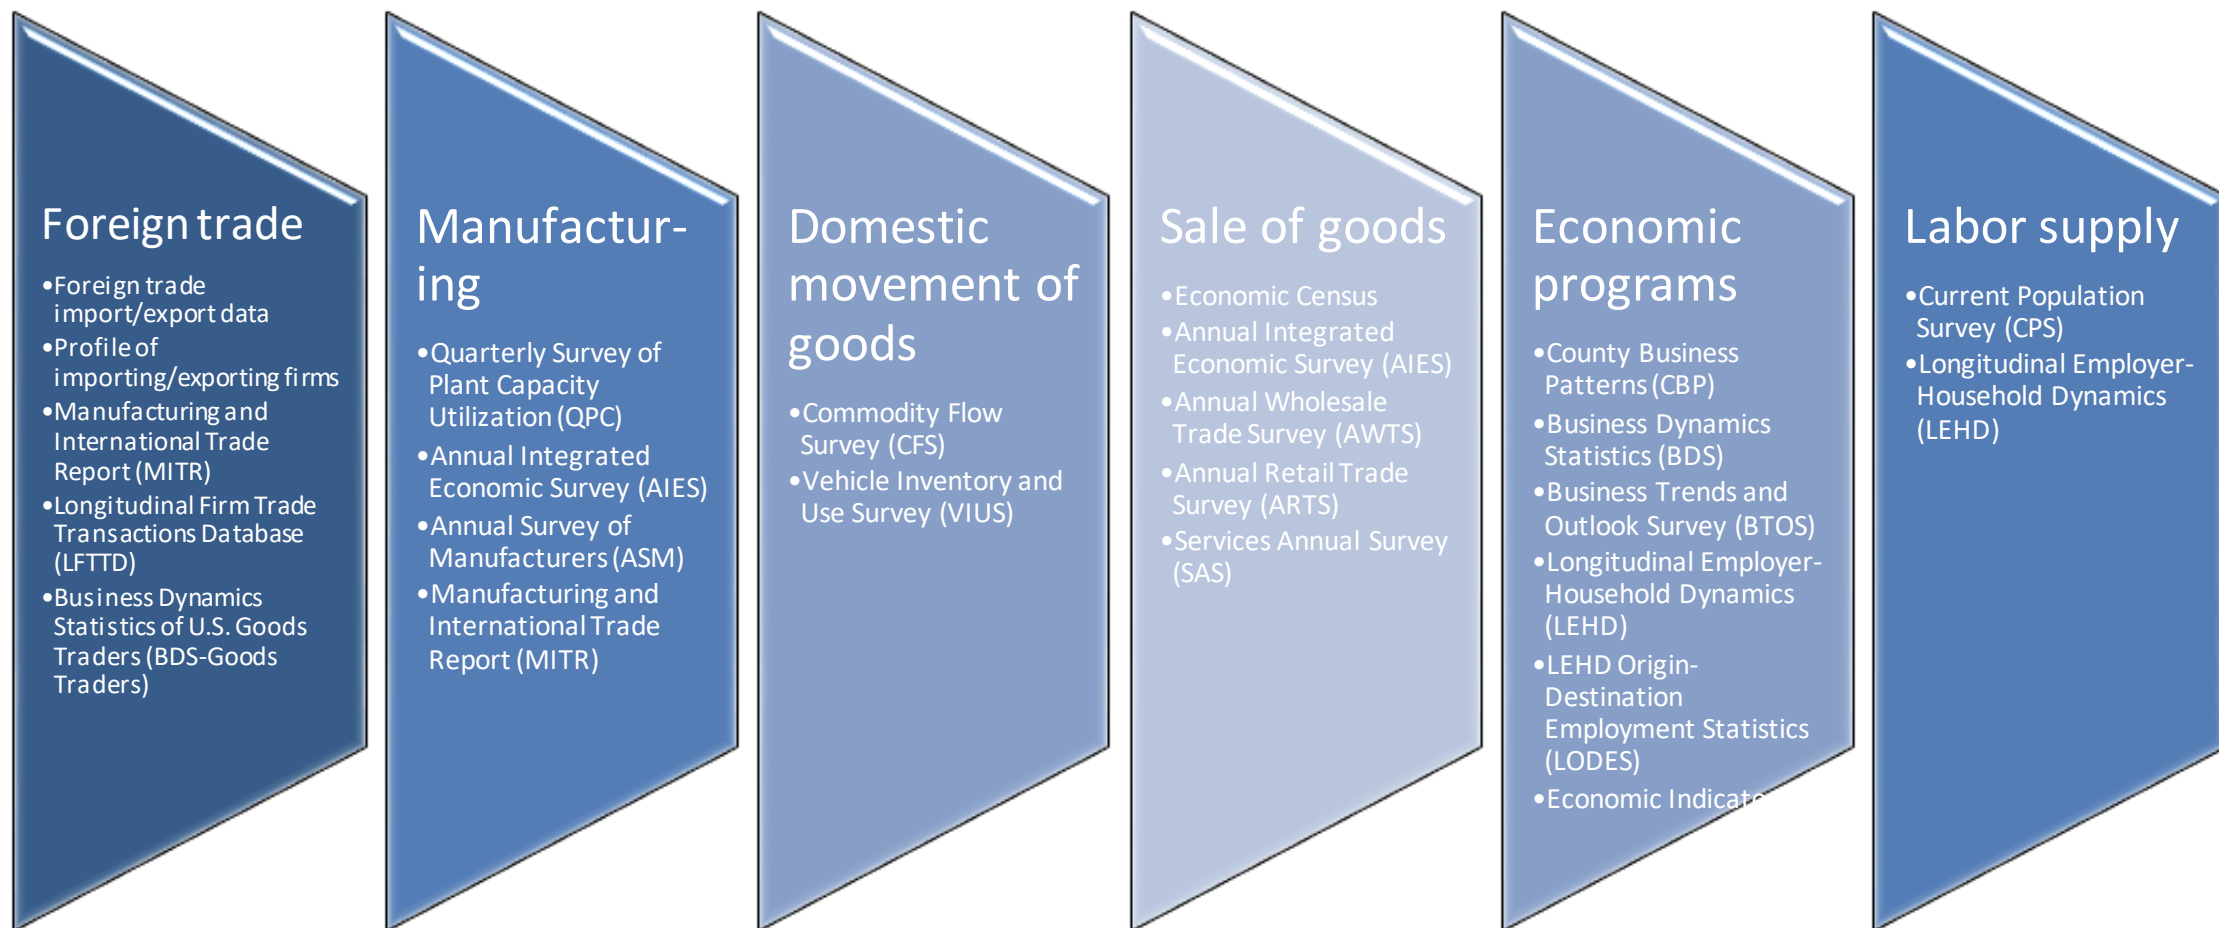 Foreign trade
•Foreign trade
import/export data
•Profile of
importing/exporting firms
•Manufacturing and
International Trade
Report (MITR)
•Longitudinal Firm Trade
Transactions Database
(LFTTD)
•Business Dynamics
Statistics of U.S. Goods
Traders (BDS-Goods
Traders)
Manufactur-
ing
•Quarterly Survey of
Plant Capacity
Utilization (QPC)
•Annual Integrated
Economic Survey (AIES)
•Annual Survey of
Manufacturers (ASM)
•Manufacturing and
International Trade
Report (MITR)
Domestic
movement of
goods
•Commodity Flow
Survey (CFS)
•Vehicle Inventory and
Use Survey (VIUS)
Sale of goods
•Economic Census
•Annual Integrated
Economic Survey (AIES)
•Annual Wholesale
Trade Survey (AWTS)
•Annual Retail Trade
Survey (ARTS)
•Services Annual Survey
(SAS)
Economic
programs
•County Business
Patterns (CBP)
•Business Dynamics
Statistics (BDS)
•Business Trends and
Outlook Survey (BTOS)
•Longitudinal Employer-
Household Dynamics
(LEHD)
•LEHD Origin-
Destination
Employment Statistics
(LODES)
•Economic
Labor supply
•Current Population
Survey (CPS)
•Longitudinal Employer-
Household Dynamics
(LEHD)